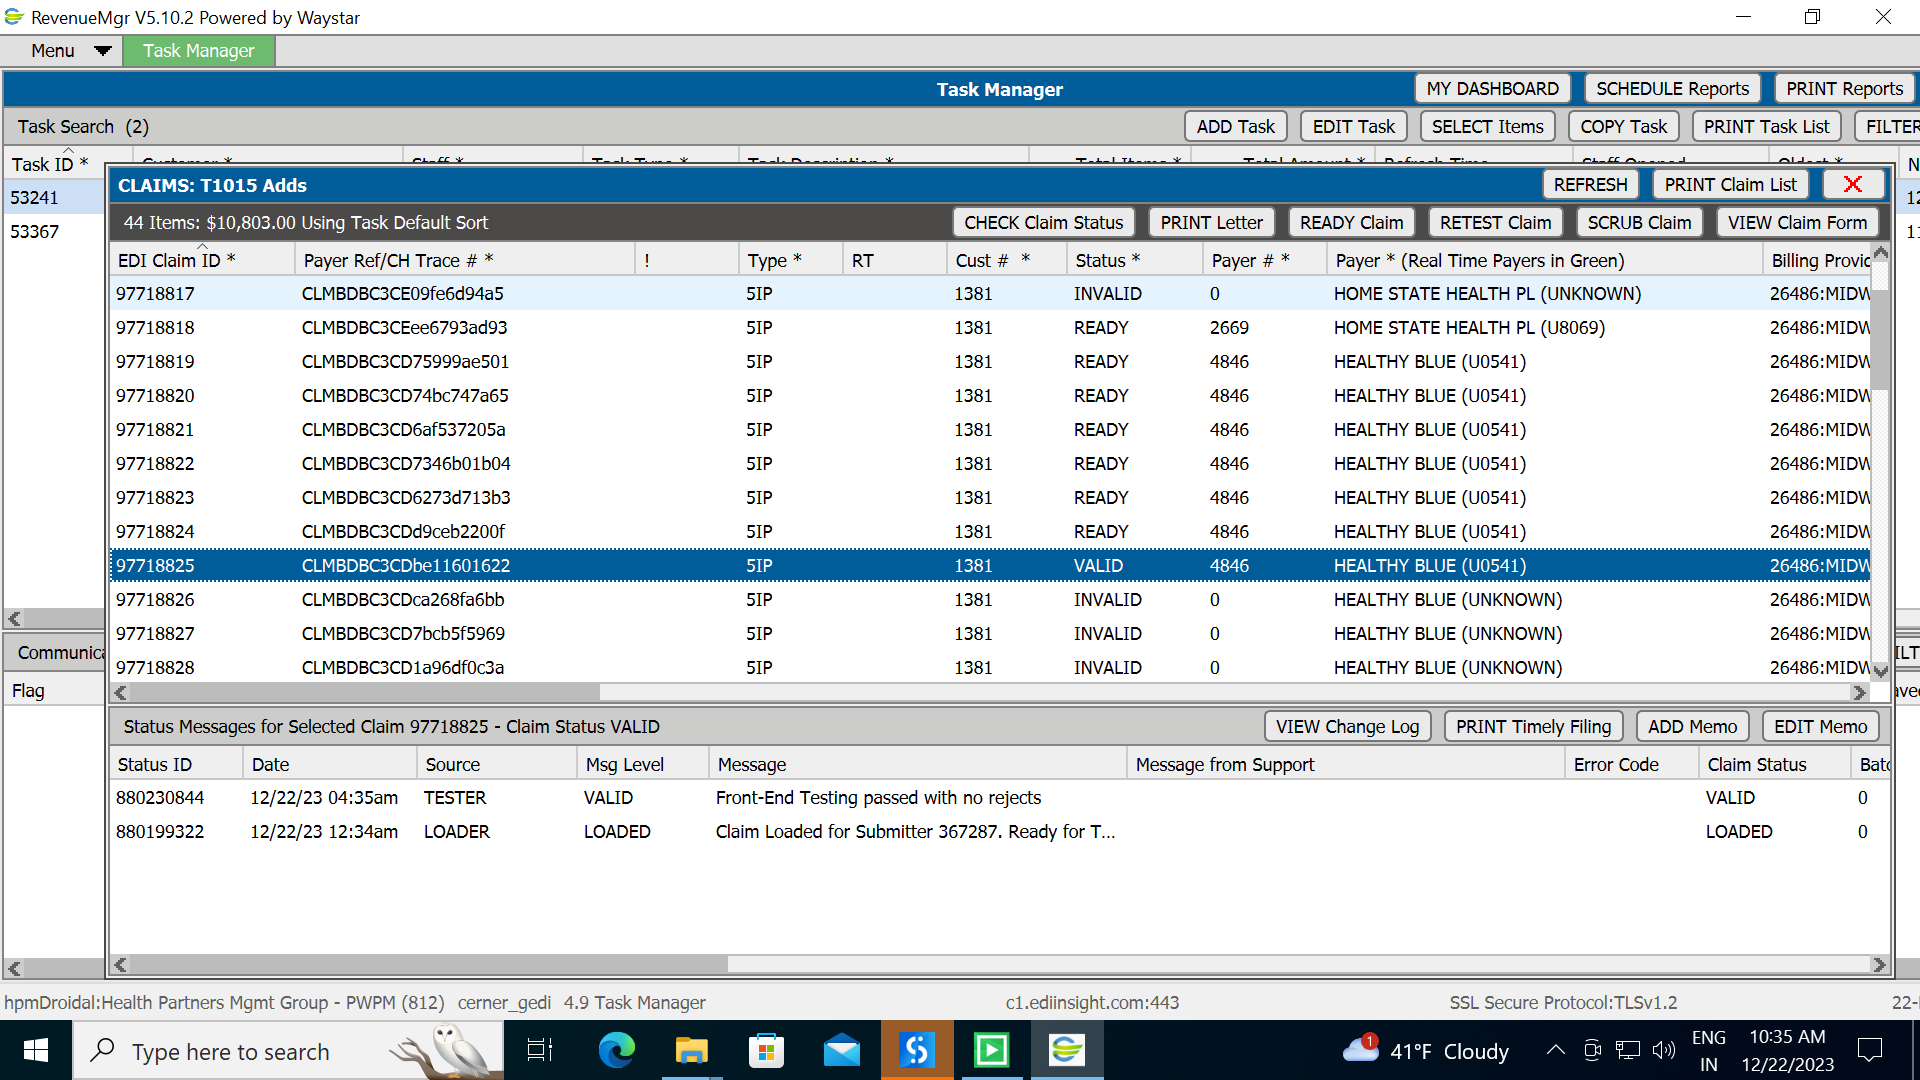 RevenueMgr V5.10.2 Powered by Waystar
Menu Task Manager
Task Manager MY DASHBOARD SCHEDULE Reports PRINT Reports
Task Search (2) ADD Task EDIT Task SELECT Items COPY Task PRINT Task List FILTER
Task ID * Customer * Staff * Task Type * Task Description * Total Items * Total Amount * Refresh Time Staff Opened Oldest * N
53241
53367
CLAIMS: T1015 Adds REFRESH PRINT Claim List X
44 Items: $10,803.00 Using Task Default Sort CHECK Claim Status PRINT Letter READY Claim RETEST Claim SCRUB Claim VIEW Claim Form
EDI Claim ID * Payer Ref/CH Trace # * ! Type * RT Cust # * Status * Payer # * Payer * (Real Time Payers in Green) Billing Provid
97718817 CLMBDBC3CE09fe6d94a5 5IP 1381 INVALID 0 HOME STATE HEALTH PL (UNKNOWN) 26486:MIDW
97718818 CLMBDBC3CEee6793ad93 5IP 1381 READY 2669 HOME STATE HEALTH PL (U8069) 26486:MIDW
97718819 CLMBDBC3CD75999ae501 5IP 1381 READY 4846 HEALTHY BLUE (U0541) 26486:MIDW
97718820 CLMBDBC3CD74bc747a65 5IP 1381 READY 4846 HEALTHY BLUE (U0541) 26486:MIDW
97718821 CLMBDBC3CD6af537205a 5IP 1381 READY 4846 HEALTHY BLUE (U0541) 26486:MIDW
97718822 CLMBDBC3CD7346b01b04 5IP 1381 READY 4846 HEALTHY BLUE (U0541) 26486:MIDW
97718823 CLMBDBC3CD6273d713b3 5IP 1381 READY 4846 HEALTHY BLUE (U0541) 26486:MIDW
97718824 CLMBDBC3CDd9ceb2200f 5IP 1381 READY 4846 HEALTHY BLUE (U0541) 26486:MIDW
97718825 CLMBDBC3CDbe11601622 5IP 1381 VALID 4846 HEALTHY BLUE (U0541) 26486:MIDW
97718826 CLMBDBC3CDca268fa6bb 5IP 1381 INVALID 0 HEALTHY BLUE (UNKNOWN) 26486:MIDW
97718827 CLMBDBC3CD7bcb5f5969 5IP 1381 INVALID 0 HEALTHY BLUE (UNKNOWN) 26486:MIDW
97718828 CLMBDBC3CD1a96df0c3a 5IP 1381 INVALID 0 HEALTHY BLUE (UNKNOWN) 26486:MIDW
Communica
Flag
Status Messages for Selected Claim 97718825 - Claim Status VALID VIEW Change Log PRINT Timely Filing ADD Memo EDIT Memo
Status ID Date Source Msg Level Message Message from Support Error Code Claim Status Batc
880230844 12/22/23 04:35am TESTER VALID Front-End Testing passed with no rejects VALID 0
880199322 12/22/23 12:34am LOADER LOADED Claim Loaded for Submitter 367287. Ready for T... LOADED 0
hpmDroidal:Health Partners Mgmt Group - PWPM (812) cerner_gedi 4.9 Task Manager c1.ediinsight.com:443 SSL Secure Protocol:TLSv1.2 22-
Type here to search 1 41°F Cloudy ENG IN 10:35 AM 12/22/2023